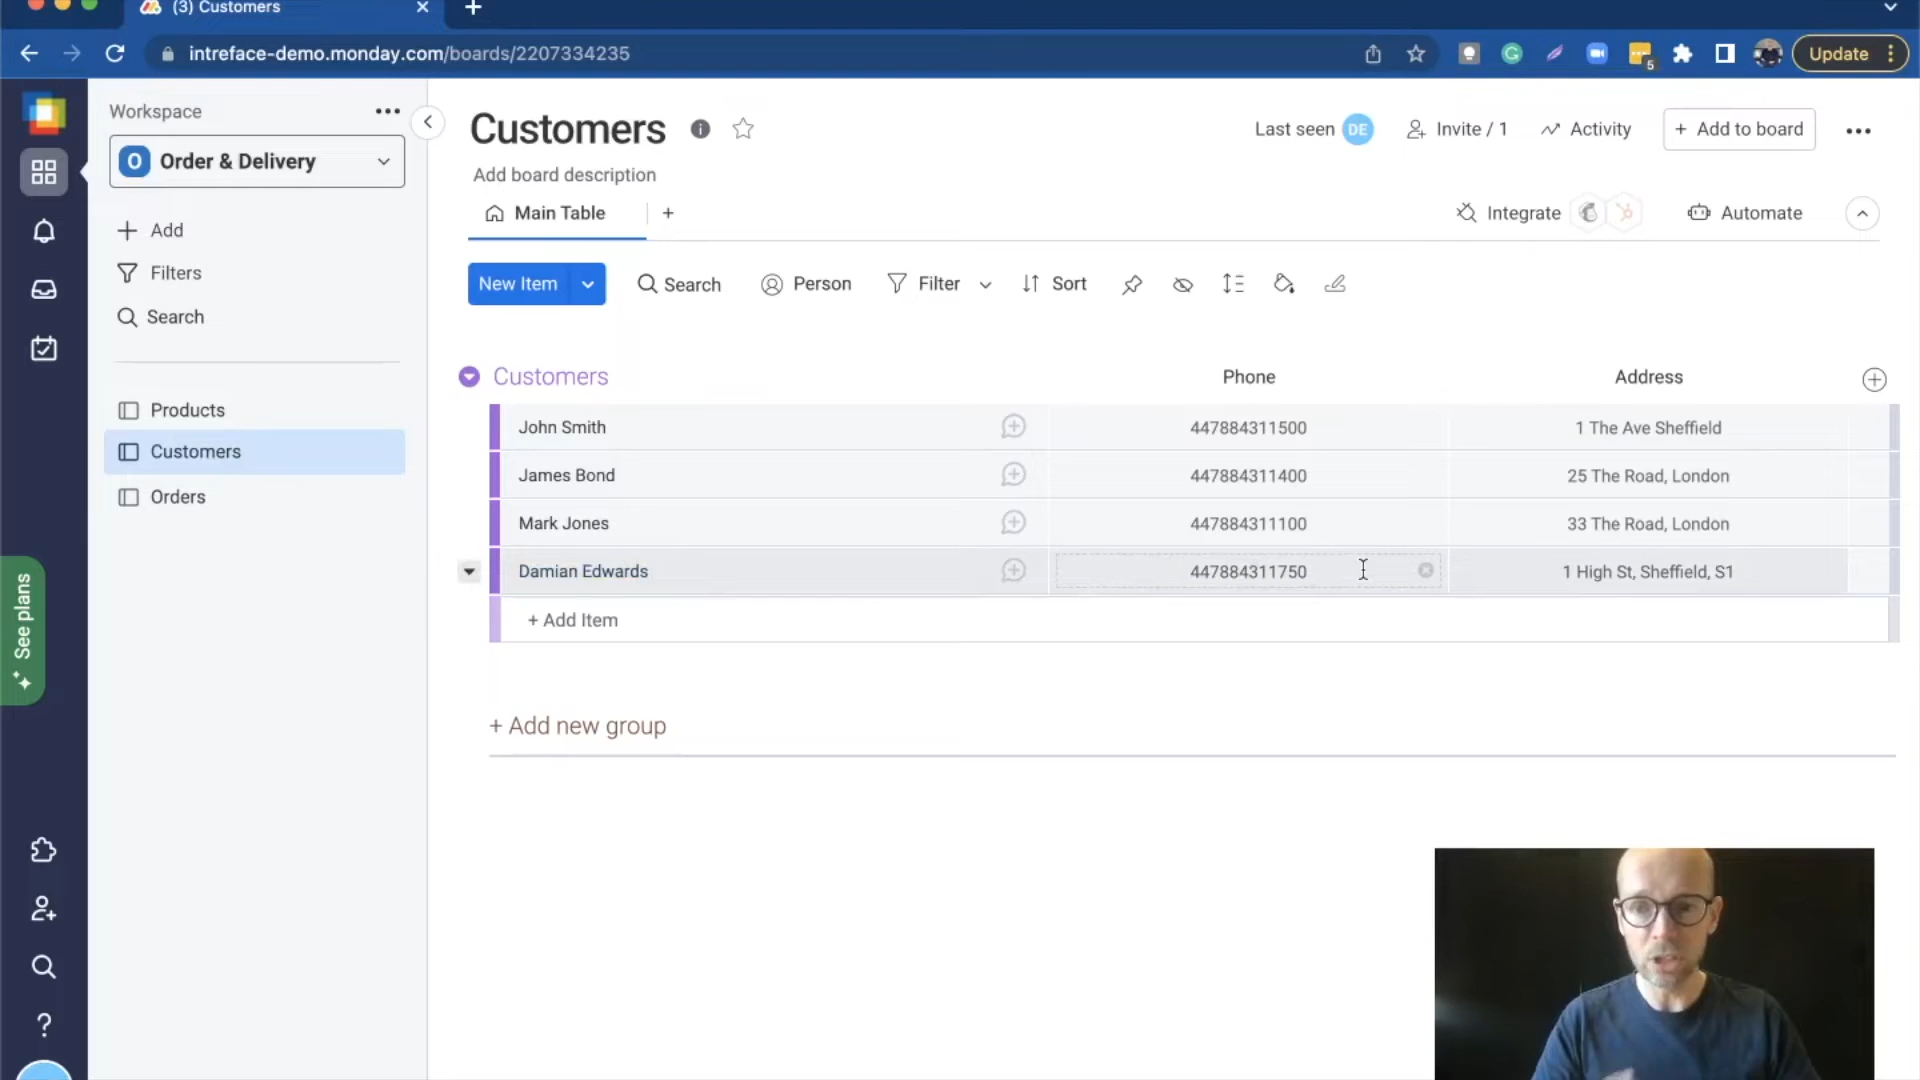 (3) Customers
intreface-demo.monday.com/boards/2207334235
5
Update
Workspace
O Order & Delivery
Add
Filters
Search
Products
Customers
Orders
See plans
Customers
Last seen DE
Invite / 1
Activity
+ Add to board
Add board description
Main Table
+
Integrate
Automate
New Item
Search
Person
Filter
Sort
Customers Phone Address
John Smith 447884311500 1 The Ave Sheffield
James Bond 447884311400 25 The Road, London
Mark Jones 447884311100 33 The Road, London
Damian Edwards 447884311750 1 High St, Sheffield, S1
+ Add Item
+ Add new group